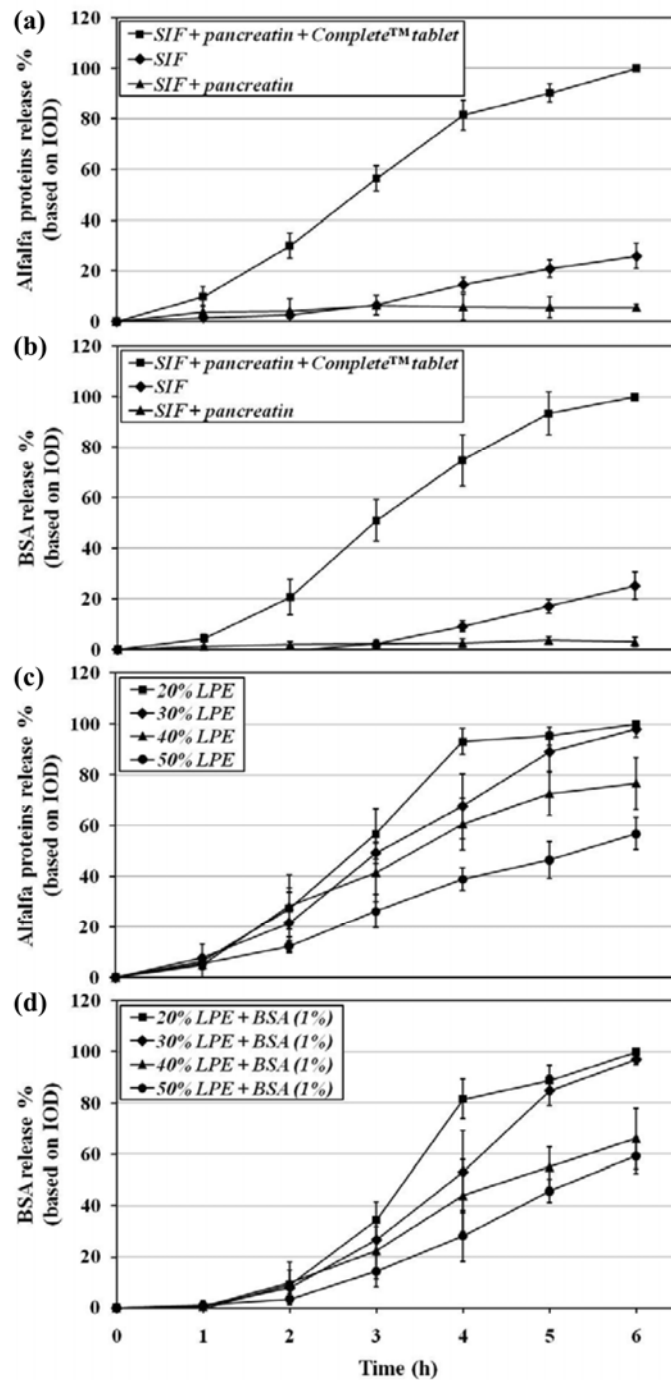 (a)
120
100
80
60
40
20
0
Alfalfa proteins release %
(based on IOD)
SIF + pancreatin + Complete™ tablet
SIF
SIF + pancreatin
(b)
120
100
80
60
40
20
0
BSA release %
(based on IOD)
SIF + pancreatin + Complete™ tablet
SIF
SIF + pancreatin
(c)
120
100
80
60
40
20
0
Alfalfa proteins release %
(based on IOD)
20% LPE
30% LPE
40% LPE
50% LPE
(d)
120
100
80
60
40
20
0
BSA release %
(based on IOD)
20% LPE + BSA (1%)
30% LPE + BSA (1%)
40% LPE + BSA (1%)
50% LPE + BSA (1%)
0 1 2 3 4 5 6
Time (h)